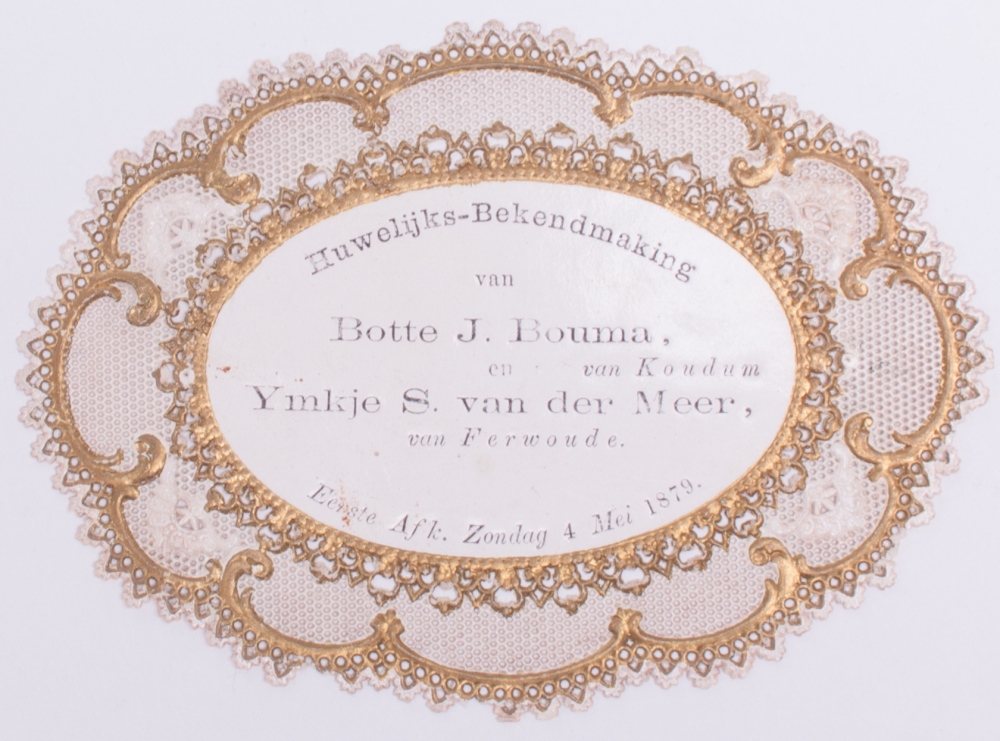 Huwelijks-Bekendmaking
van
Botte J. Bouma,
en van Koudum
Ymkje S. van der Meer,
van Ferwoude.
Eerste Afk. Zondag 4 Mei 1879.